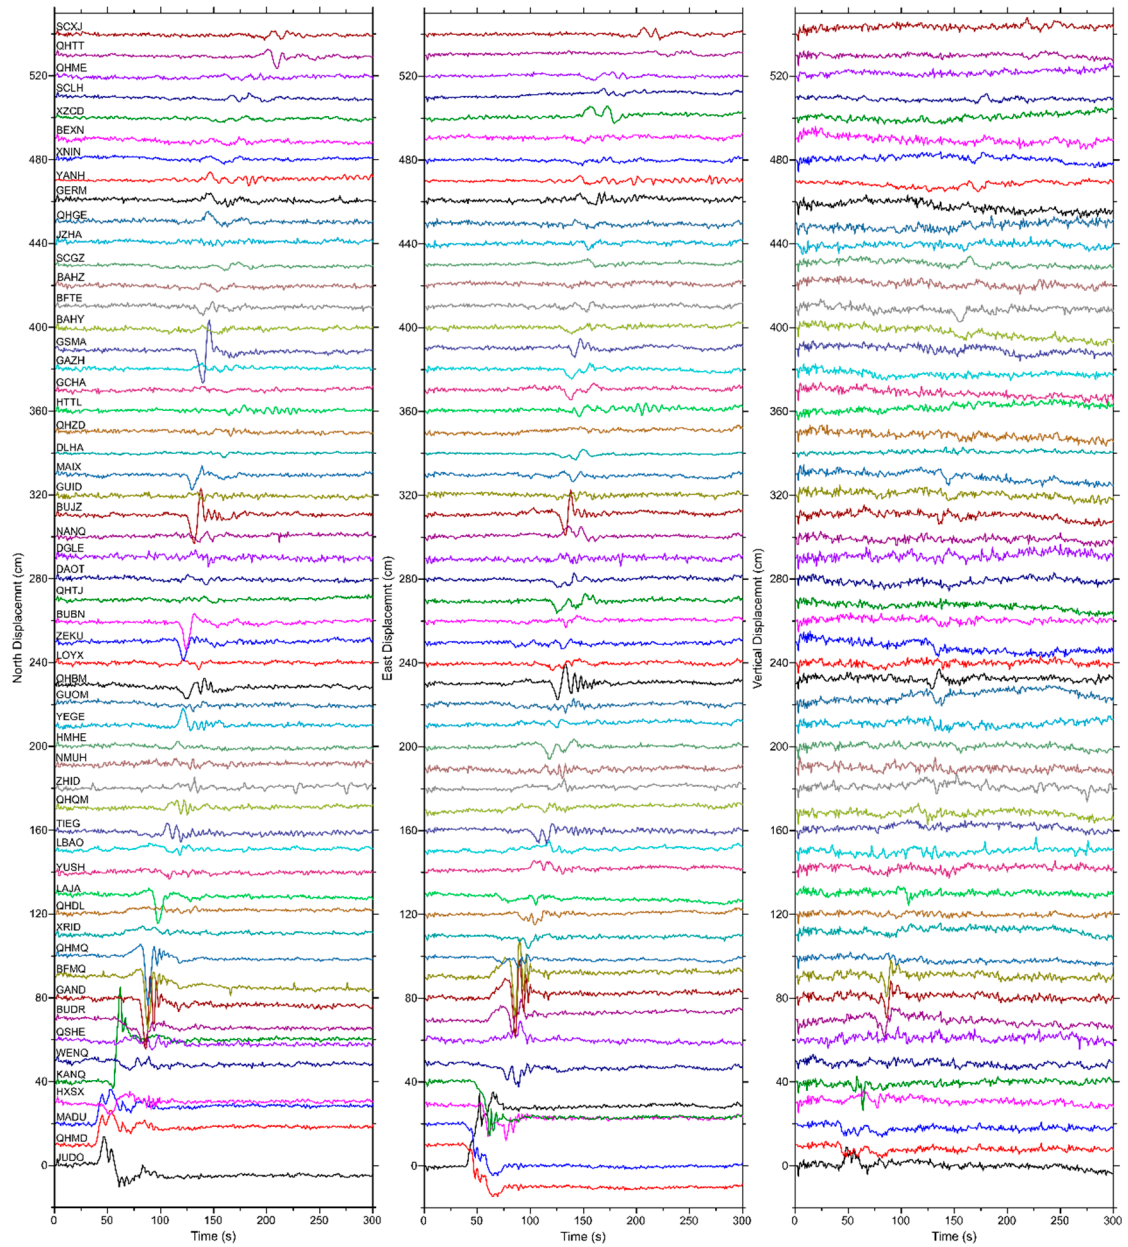 SCXJ
QHTT
QHME
520
SCLH
XZCD
BEXN
480
XNIN
YANH
GERM
QHGE
440
JZHA
SCGZ
BAHZ
BFTE
400
BAHY
GSMA
GAZH
GCHA
360
HTTL
QHZD
DLHA
MAIX
320
GUID
BUJZ
NANQ
DGLE
280
DAOT
QHTJ
BUBN
ZEKU
240
LOYX
QHBM
GUOM
YEGE
200
HMHE
NMUH
ZHID
QHQM
160
TIEG
LBAO
YUSH
LAJA
120
QHDL
XRID
QHMQ
BFMQ
80
GAND
BUDR
QSHE
WENQ
40
KANQ
HXSX
MADU
QHMD
0
JUDO
North Displacemnt (cm)
0 50 100 150 200 250 300
Time (s)
520
480
440
400
360
320
280
240
200
160
120
80
40
0
East Displacemnt (cm)
0 50 100 150 200 250 300
Time (s)
520
480
440
400
360
320
280
240
200
160
120
80
40
0
Vertical Displacemnt (cm)
0 50 100 150 200 250 300
Time (s)